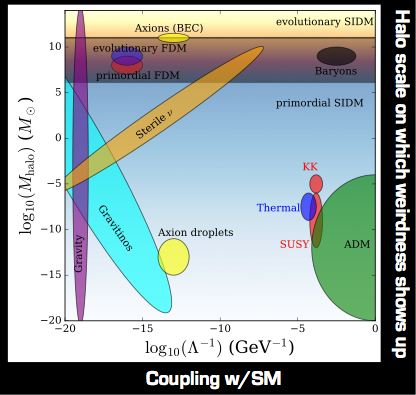 Axions (BEC)
evolutionary SIDM
evolutionary FDM
Baryons
primordial FDM
primordial SIDM
Sterile ν
KK
Thermal
Gravitinos
Axion droplets
SUSY
ADM
Gravity
10
5
0
−5
−10
−15
−20
−20
−15
−10
−5
0
log₁₀(M_halo) (M_⊙)
log₁₀(Λ⁻¹) (GeV⁻¹)
Halo scale on which weirdness shows up
Coupling w/SM